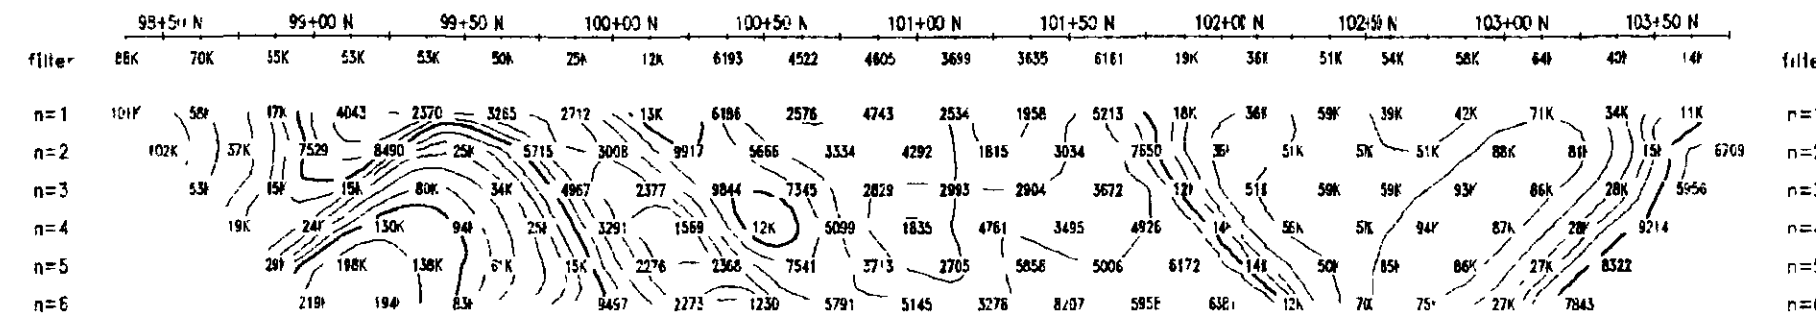 98+50 N 99+00 N 99+50 N 100+00 N 100+50 N 101+00 N 101+50 N 102+00 N 102+50 N 103+00 N 103+50 N
filter 70K 55K 53K 53K 50K 25K 12K 6193 4522 4605 3699 3635 6161 19K 36K 51K 54K 58K 64K 40K 14K
n=1 101K 58K 17K 4043 2370 3265 2712 13K 6186 2576 4743 2534 1958 5213 18K 36K 59K 39K 42K 71K 34K 11K n=1
n=2 102K 37K 7529 8490 25K 5715 3008 9917 5666 3334 4292 1815 3034 7650 36K 51K 51K 88K 81K 15K 6709
n=3 53K 15K 15K 80K 34K 4967 2377 9844 7345 2829 2993 2904 3672 12K 51K 59K 59K 93K 86K 28K 5956
n=4 19K 24K 130K 94K 25K 3291 1569 12K 5099 1835 4761 3495 4926 14K 56K 94K 87K 28K 9214
n=5 29K 198K 138K 61K 15K 2276 2368 7541 3713 2705 5858 5006 6172 14K 50K 85K 86K 27K 8322
n=6 219K 194K 83K 9497 2273 1230 5791 5145 3276 8207 5958 12K 27K 7843